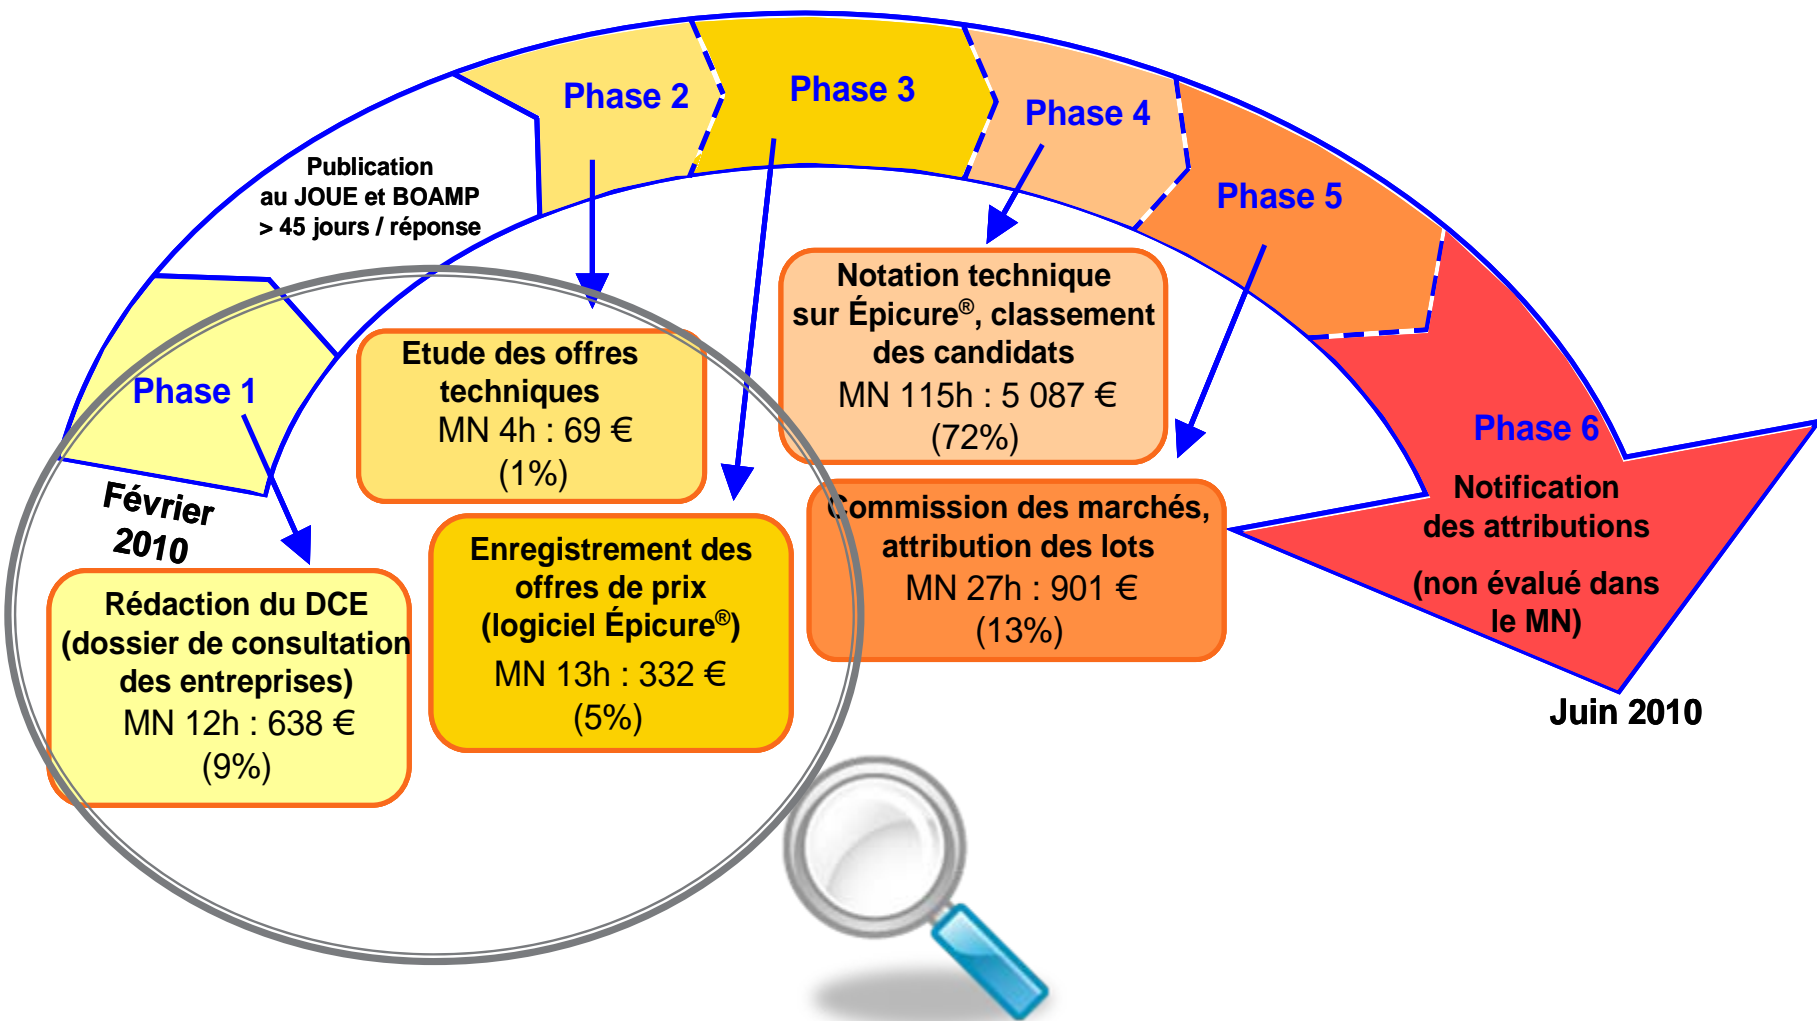 Phase 1
Février
2010
Rédaction du DCE
(dossier de consultation
des entreprises)
MN 12h : 638 €
(9%)
Publication
au JOUE et BOAMP
> 45 jours / réponse
Phase 2
Etude des offres
techniques
MN 4h : 69 €
(1%)
Phase 3
Enregistrement des
offres de prix
(logiciel Épicure®)
MN 13h : 332 €
(5%)
Phase 4
Notation technique
sur Épicure®, classement
des candidats
MN 115h : 5 087 €
(72%)
Phase 5
Commission des marchés,
attribution des lots
MN 27h : 901 €
(13%)
Phase 6
Notification
des attributions
(non évalué dans
le MN)
Juin 2010